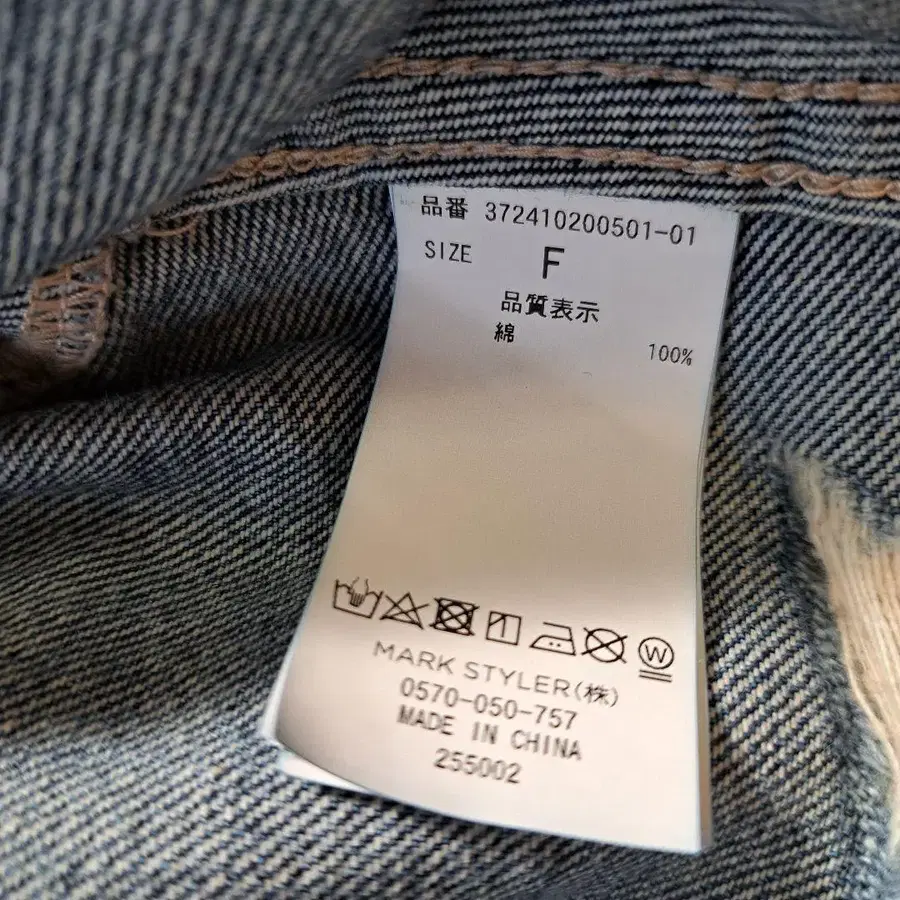 品番 372410200501-01
SIZE F
品質表示
綿 100%
W
MARK STYLER(株)
0570-050-757
MADE IN CHINA
255002